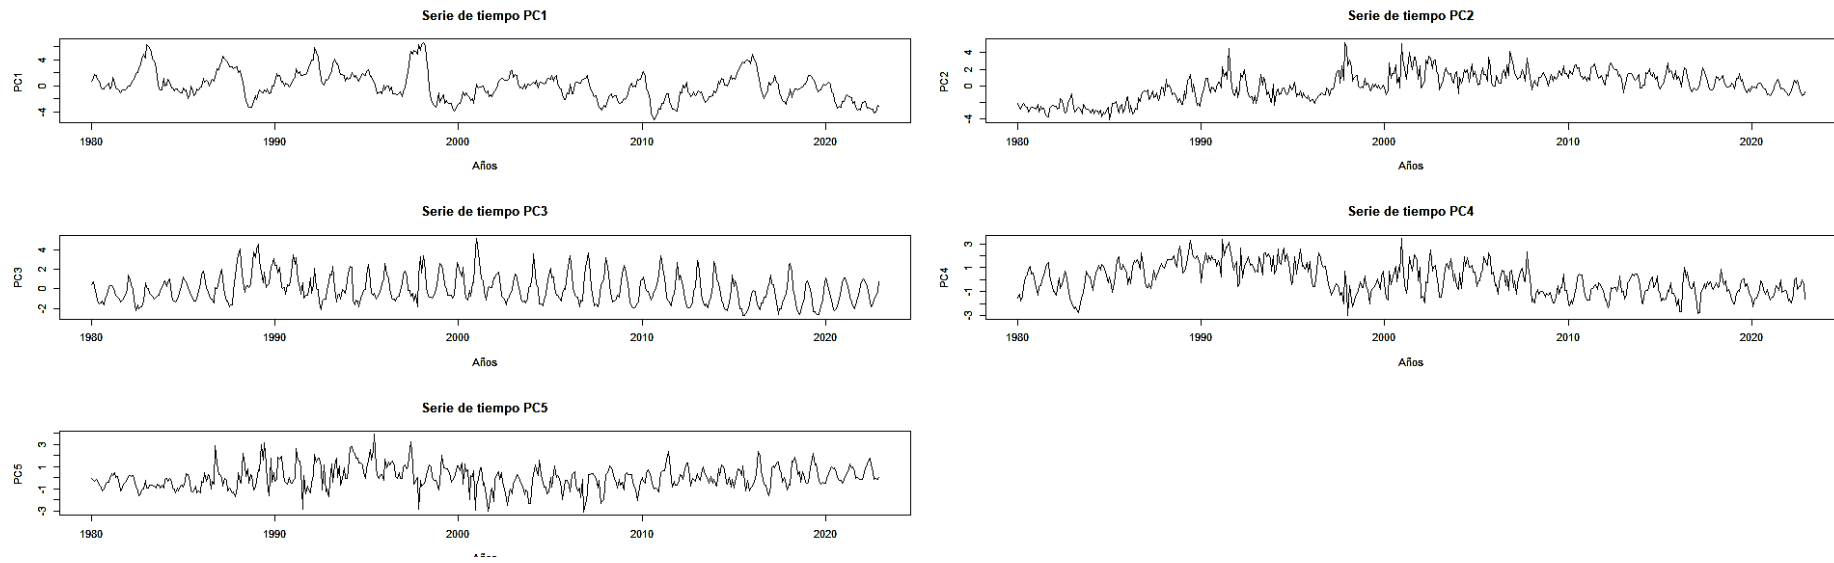 Serie de tiempo PC1
PC1
4
0
-4
1980 1990 2000 2010 2020
Años
Serie de tiempo PC2
PC2
4
2
0
-4
1980 1990 2000 2010 2020
Años
Serie de tiempo PC3
PC3
4
2
0
-2
1980 1990 2000 2010 2020
Años
Serie de tiempo PC4
PC4
3
1
-1
-3
1980 1990 2000 2010 2020
Años
Serie de tiempo PC5
PC5
3
1
-1
-3
1980 1990 2000 2010 2020
Años